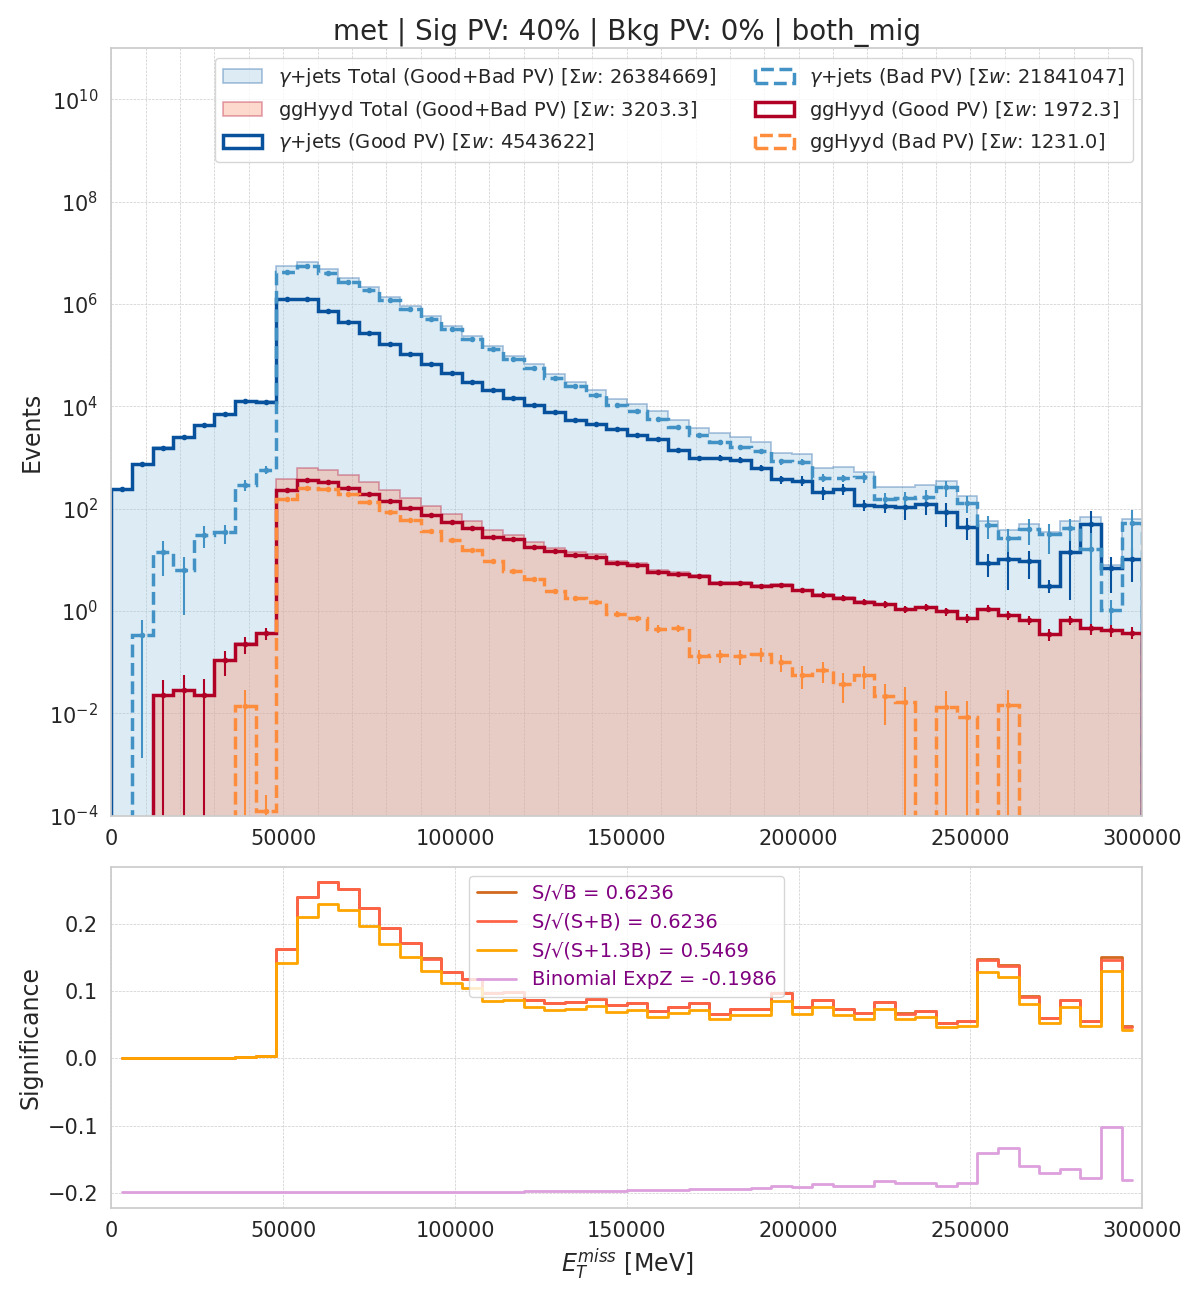 met | Sig PV: 40% | Bkg PV: 0% | both_mig
γ+jets Total (Good+Bad PV) [Σw: 26384669]
ggHyyd Total (Good+Bad PV) [Σw: 3203.3]
γ+jets (Good PV) [Σw: 4543622]
γ+jets (Bad PV) [Σw: 21841047]
ggHyyd (Good PV) [Σw: 1972.3]
ggHyyd (Bad PV) [Σw: 1231.0]
Events
10^10
10^8
10^6
10^4
10^2
10^0
10^−2
10^−4
0 50000 100000 150000 200000 250000 300000
S/√B = 0.6236
S/√(S+B) = 0.6236
S/√(S+1.3B) = 0.5469
Binomial ExpZ = -0.1986
Significance
0.2
0.1
0.0
−0.1
−0.2
0 50000 100000 150000 200000 250000 300000
E_T^miss [MeV]